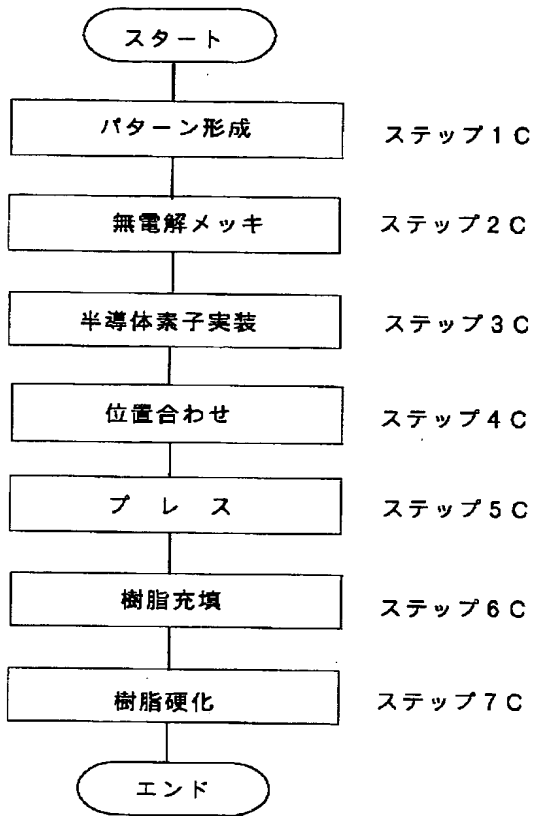 スタート
パターン形成 ステップ1C
無電解メッキ ステップ2C
半導体素子実装 ステップ3C
位置合わせ ステップ4C
プレス ステップ5C
樹脂充填 ステップ6C
樹脂硬化 ステップ7C
エンド